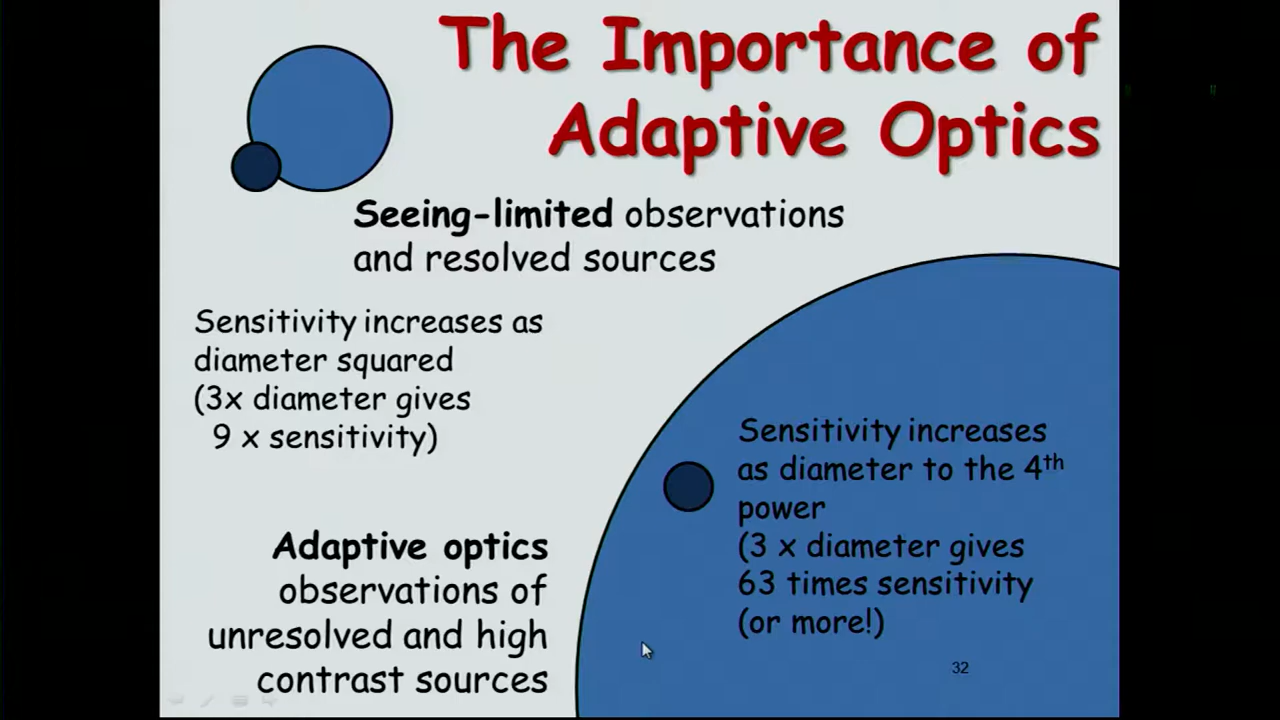 The Importance of
Adaptive Optics
Seeing-limited observations
and resolved sources
Sensitivity increases as
diameter squared
(3x diameter gives
9 x sensitivity)
Adaptive optics
observations of
unresolved and high
contrast sources
Sensitivity increases
as diameter to the 4th
power
(3 x diameter gives
63 times sensitivity
(or more!)
32